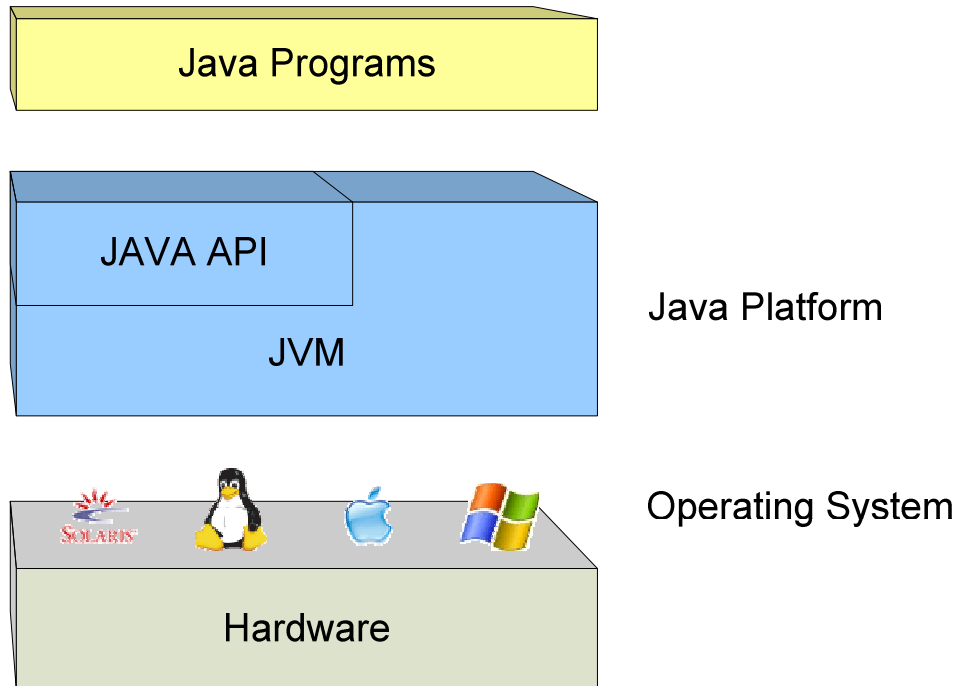 Java Programs
JAVA API
Java Platform
JVM
Operating System
SOLARIS
Hardware